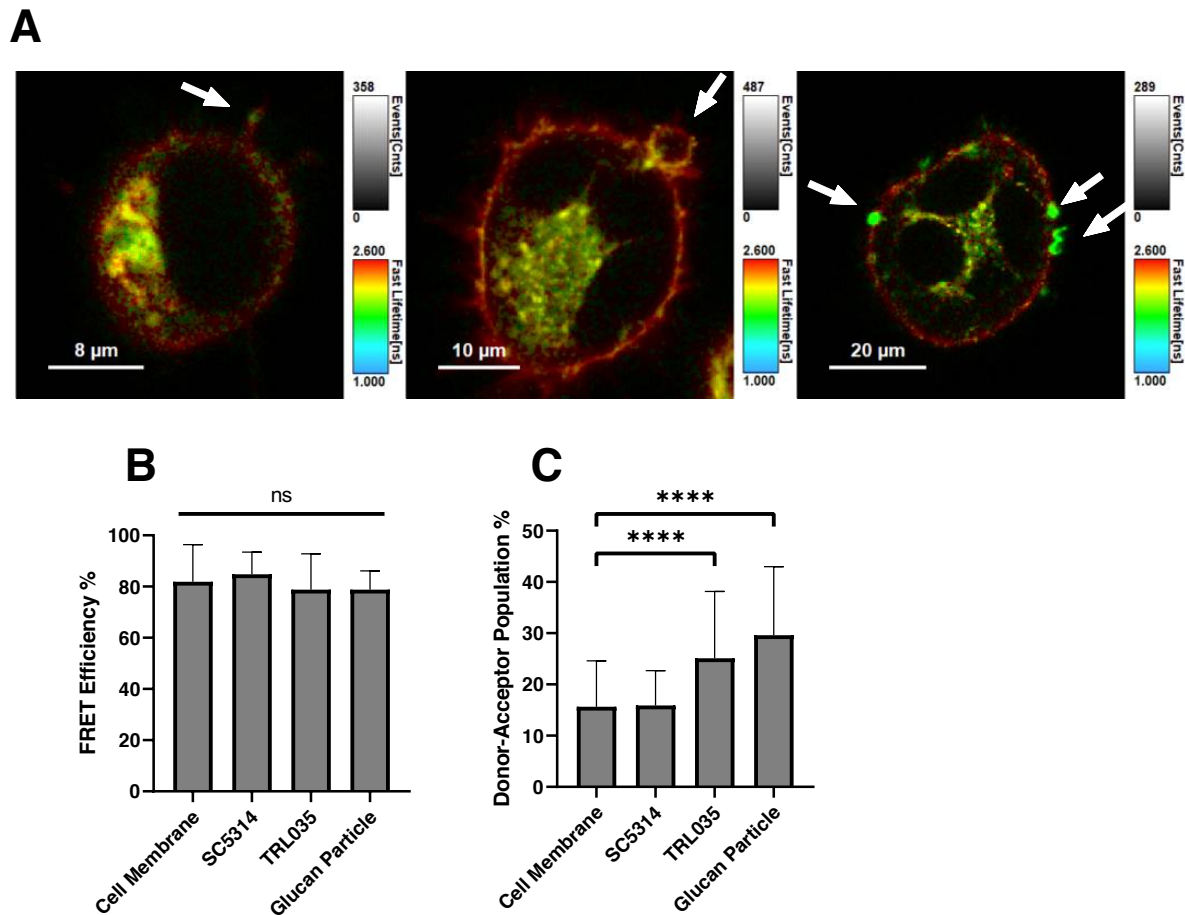 A
358
Events[Cnts]
0
2.600
Fast Lifetime[ns]
1.000
8 µm
487
Events[Cnts]
0
2.600
Fast Lifetime[ns]
1.000
10 µm
289
Events[Cnts]
0
2.600
Fast Lifetime[ns]
1.000
20 µm
B
ns
FRET Efficiency %
100
80
60
40
20
0
Cell Membrane
SC5314
TRL035
Glucan Particle
C
****
****
Donor-Acceptor Population %
50
40
30
20
10
0
Cell Membrane
SC5314
TRL035
Glucan Particle